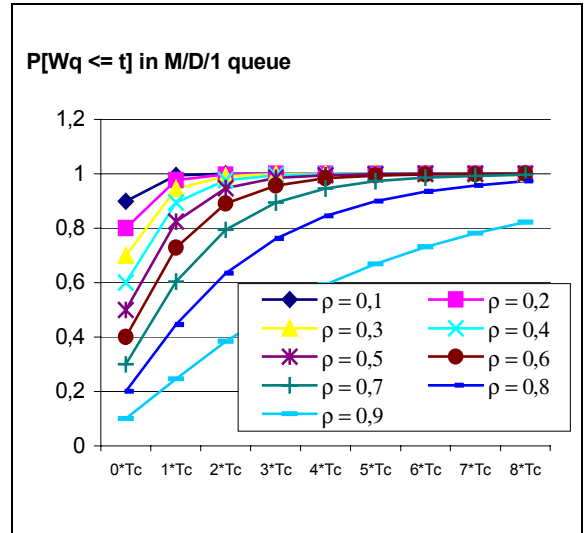 P[Wq <= t] in M/D/1 queue
1,2
1
0,8
0,6
0,4
0,2
0
ρ = 0,1 ρ = 0,2
ρ = 0,3 ρ = 0,4
ρ = 0,5 ρ = 0,6
ρ = 0,7 ρ = 0,8
ρ = 0,9
0*Tc 1*Tc 2*Tc 3*Tc 4*Tc 5*Tc 6*Tc 7*Tc 8*Tc